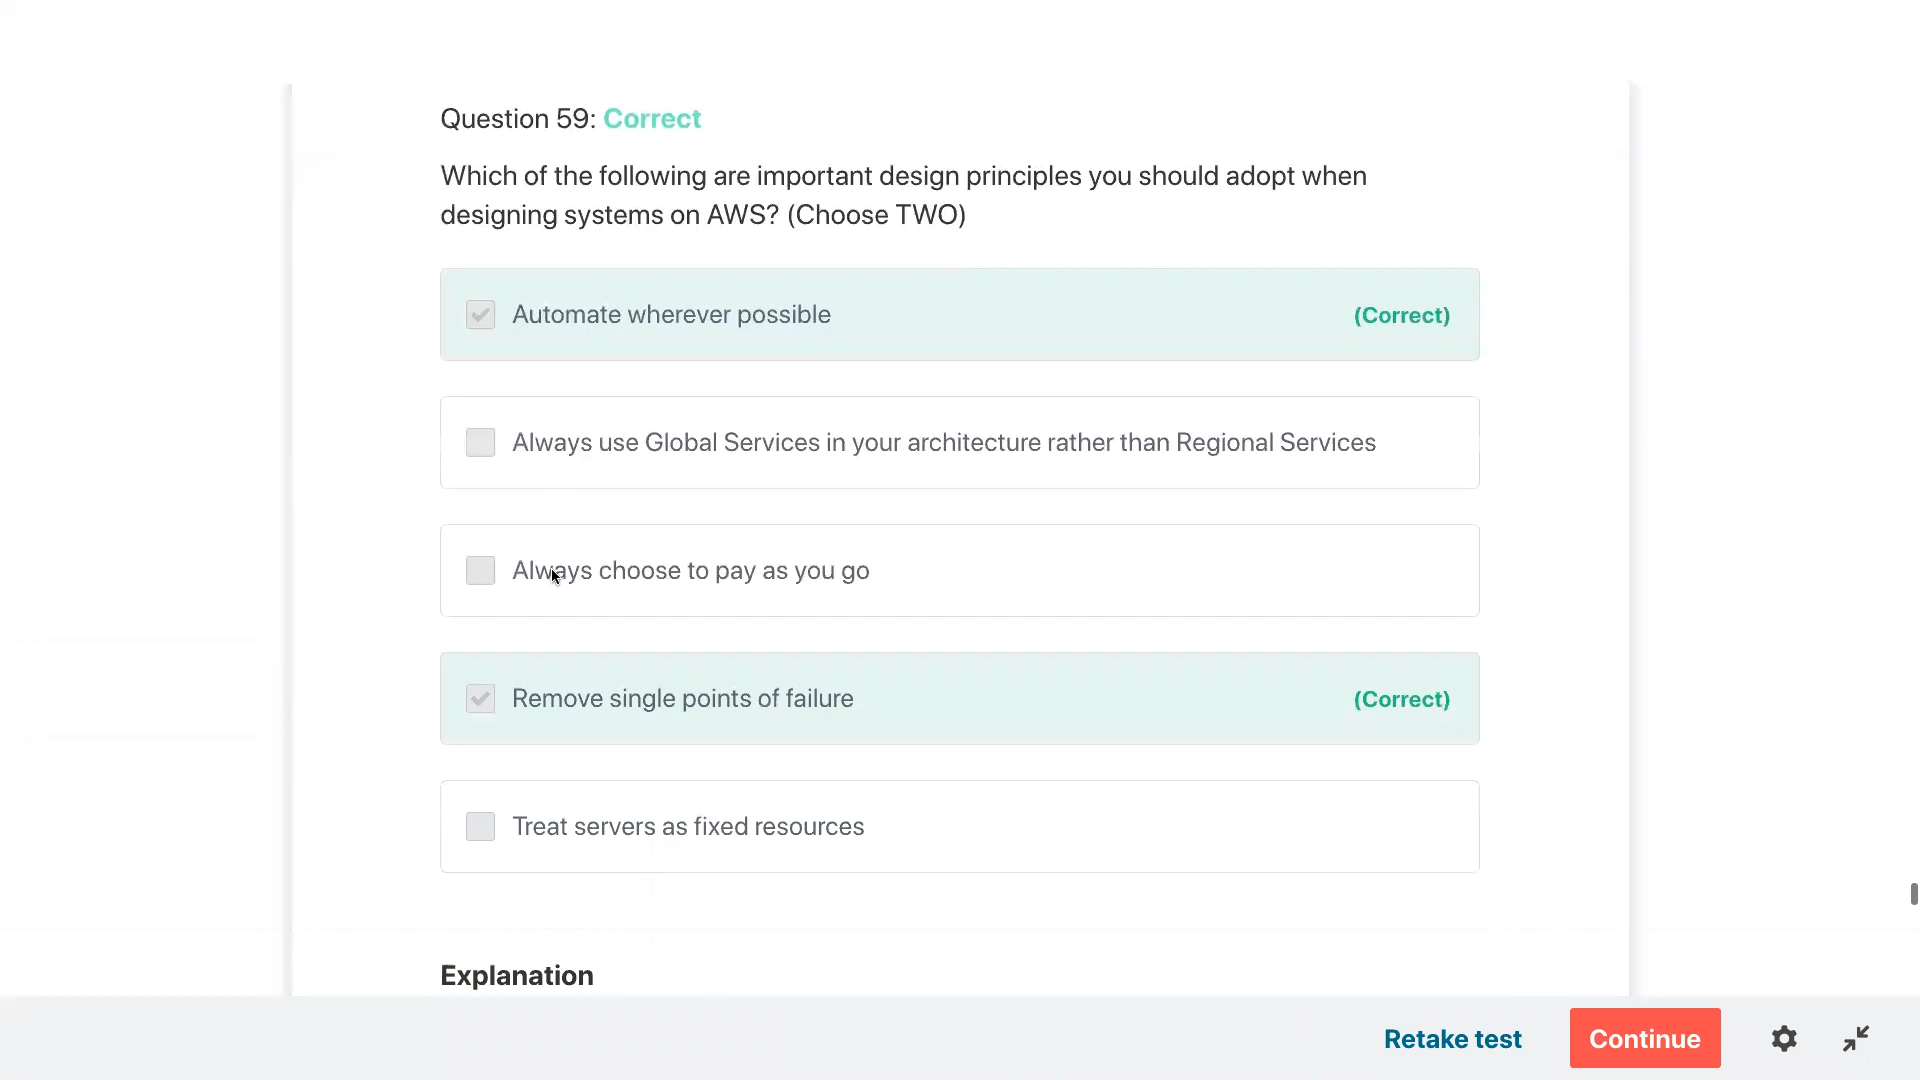 Question 59: Correct
Which of the following are important design principles you should adopt when
designing systems on AWS? (Choose TWO)
Automate wherever possible (Correct)
Always use Global Services in your architecture rather than Regional Services
Always choose to pay as you go
Remove single points of failure (Correct)
Treat servers as fixed resources
Explanation
Retake test Continue